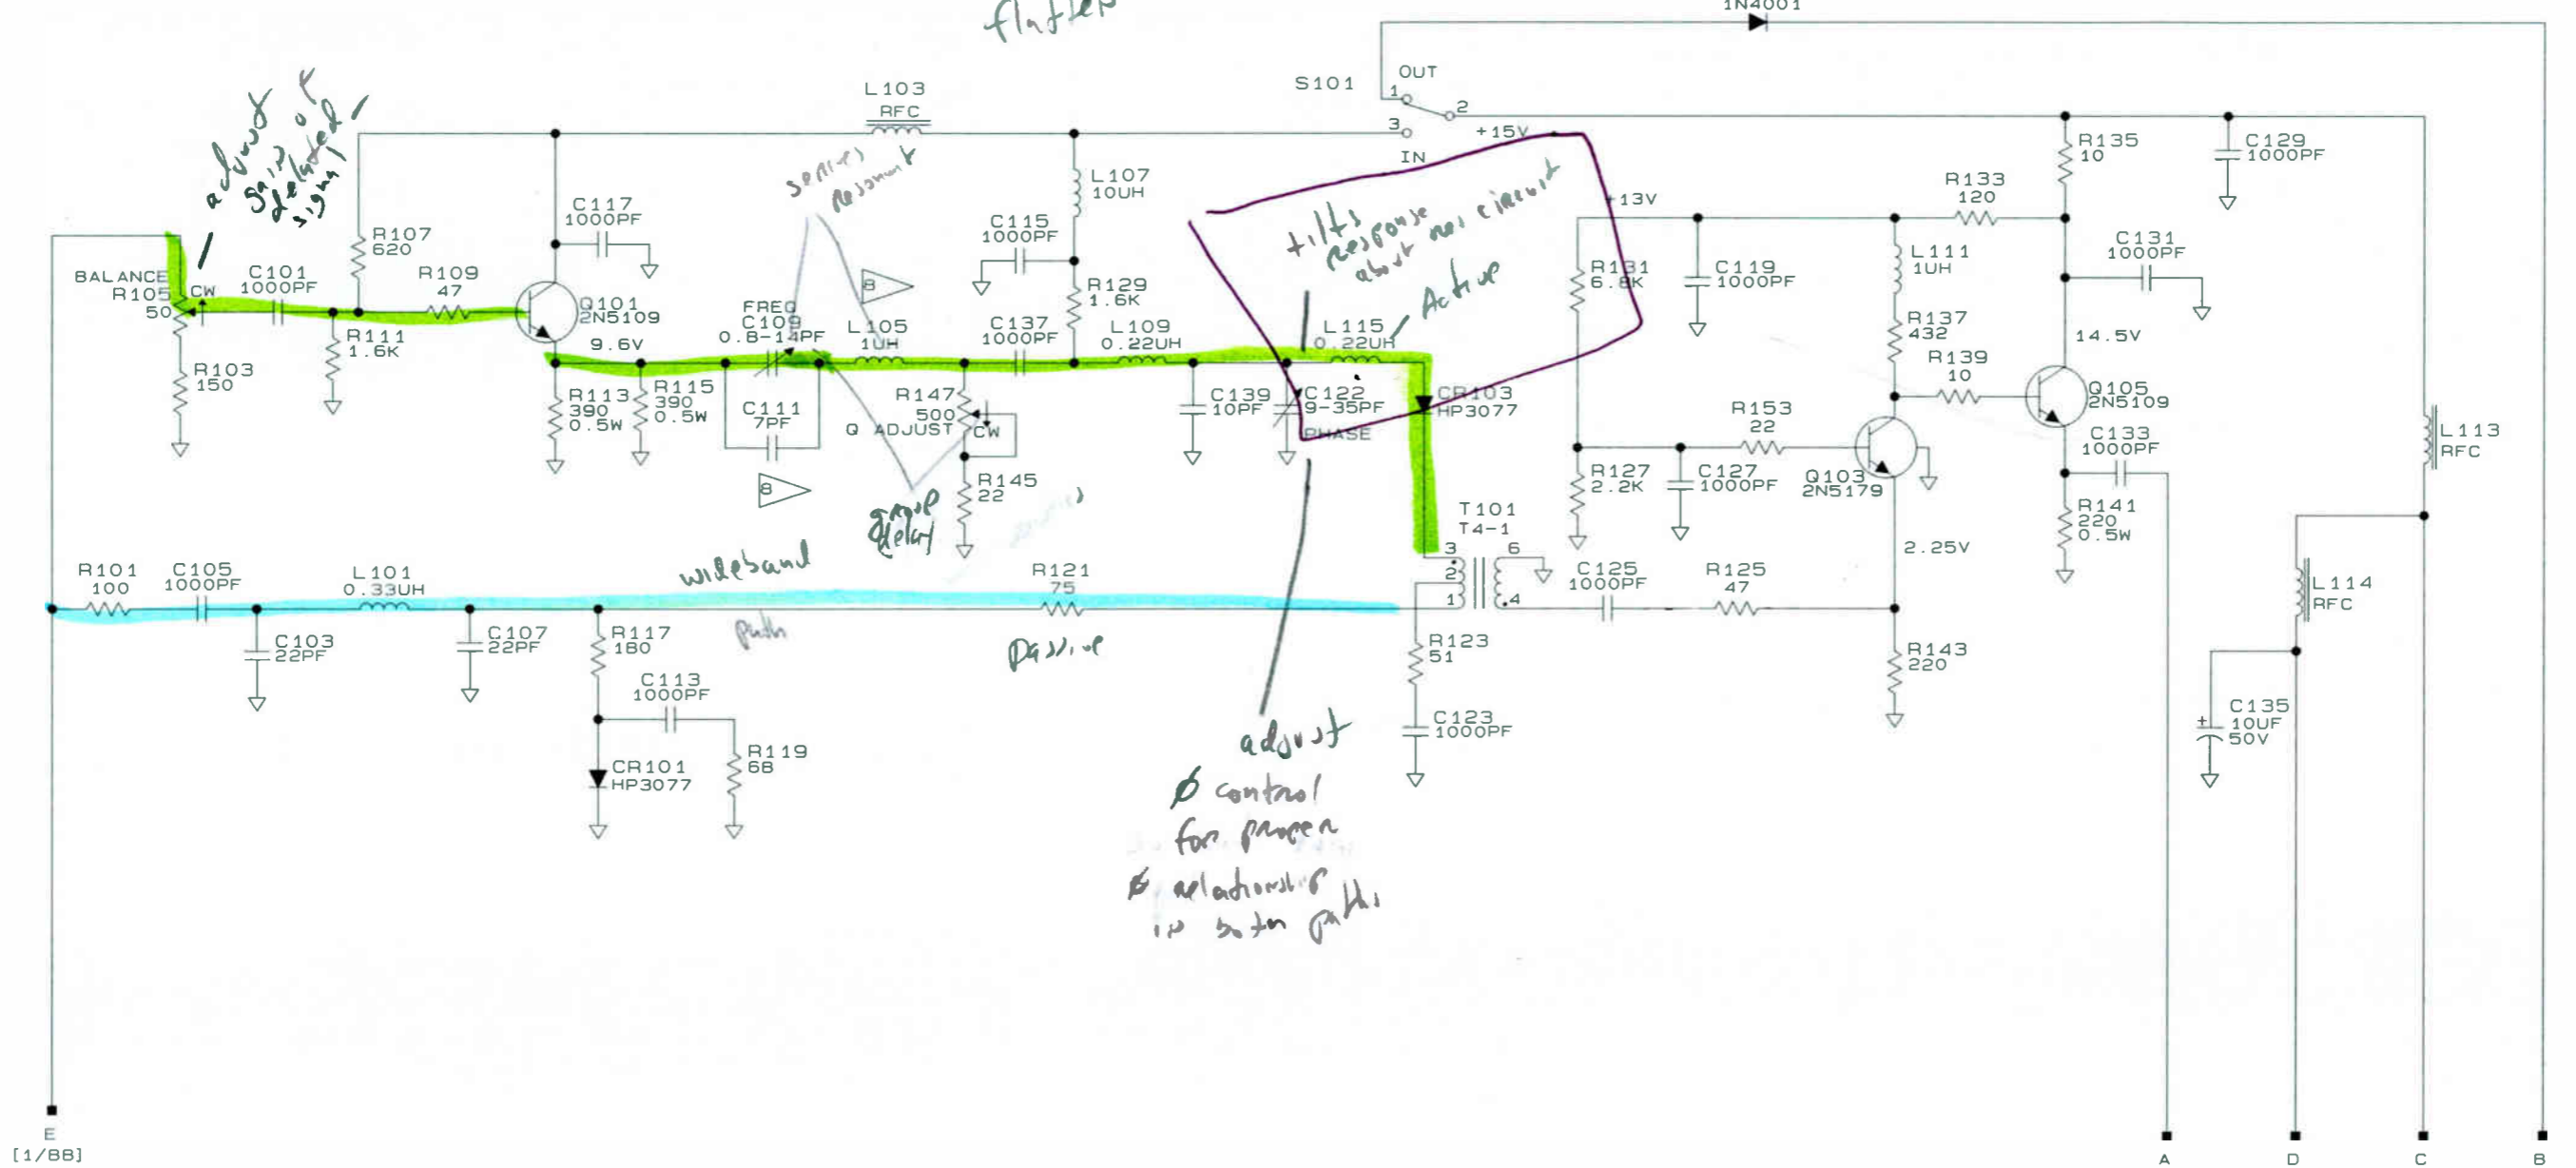 flatten
1N4001
OUT
S101
1
2
3
+15V
IN
L103
RFC
adjust
gain of
delayed
signal
series
resonant
L107
10UH
C117
1000PF
C115
1000PF
R107
620
BALANCE
R105
50
CW
C101
1000PF
R109
47
Q101
2N5109
9.6V
R111
1.6K
R103
150
FREQ
C109
0.8-14PF
8
L105
1UH
C137
1000PF
R129
1.6K
L109
0.22UH
tilts
response
about res circuit
Active
L115
0.22UH
R113
390
0.5W
R115
390
0.5W
C111
7PF
8
R147
500
Q ADJUST
CW
R145
22
group
delay
C139
10PF
C122
9-35PF
PHASE
CR103
HP3077
+13V
R131
6.8K
C119
1000PF
L111
1UH
R133
120
R135
10
C129
1000PF
C131
1000PF
R137
432
14.5V
R139
10
Q105
2N5109
R153
22
R127
2.2K
C127
1000PF
Q103
2N5179
C133
1000PF
R141
220
0.5W
L113
RFC
2.25V
T101
T4-1
3
2
1
6
4
C125
1000PF
R125
47
L114
RFC
R101
100
C105
1000PF
L101
0.33UH
wideband
path
R121
75
passive
C103
22PF
C107
22PF
R117
180
C113
1000PF
R119
68
CR101
HP3077
R123
51
C123
1000PF
R143
220
C135
10UF
50V
+
adjust
ϕ control
for proper
ϕ relationship
in both paths
E
[1/8B]
A
D
C
B